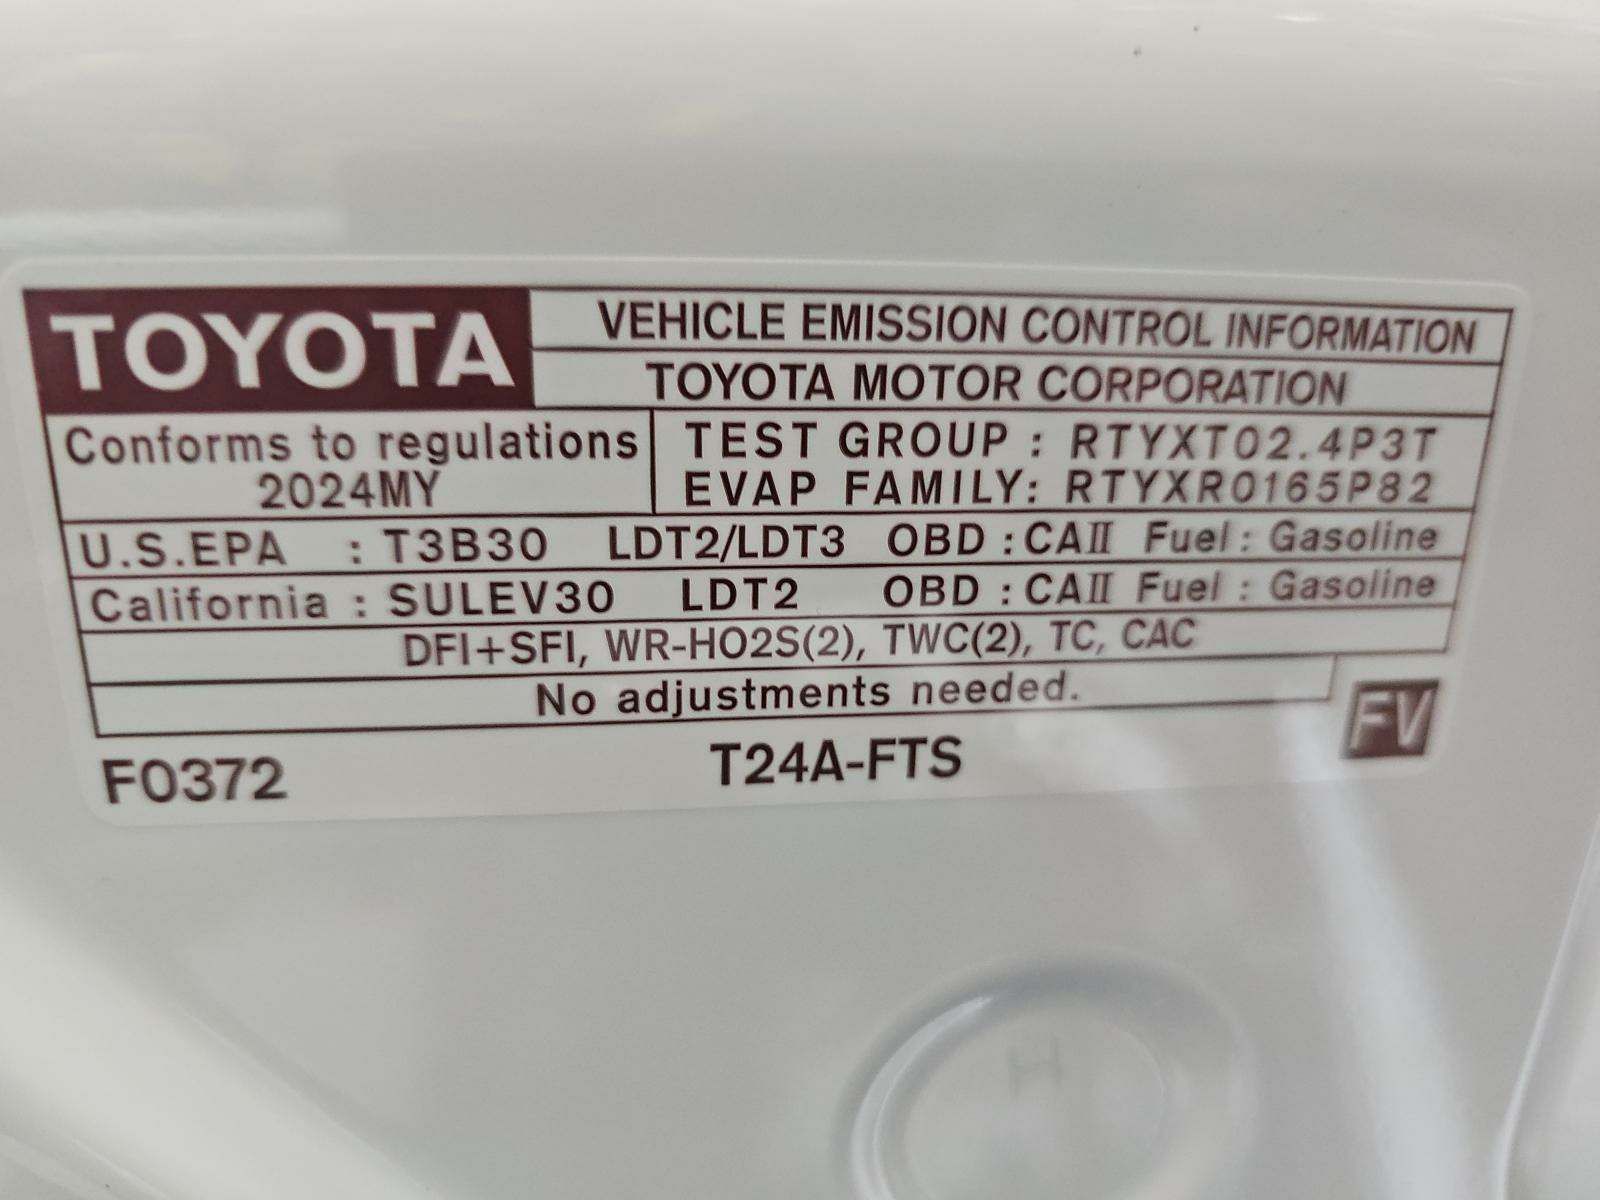 TOYOTA
VEHICLE EMISSION CONTROL INFORMATION
TOYOTA MOTOR CORPORATION
Conforms to regulations
2024MY
TEST GROUP : RTYXT02.4P3T
EVAP FAMILY: RTYXR0165P82
U.S.EPA : T3B30 LDT2/LDT3 OBD : CAII Fuel : Gasoline
California : SULEV30 LDT2 OBD : CAII Fuel : Gasoline
DFI+SFI, WR-HO2S(2), TWC(2), TC, CAC
No adjustments needed.
FV
F0372 T24A-FTS
H